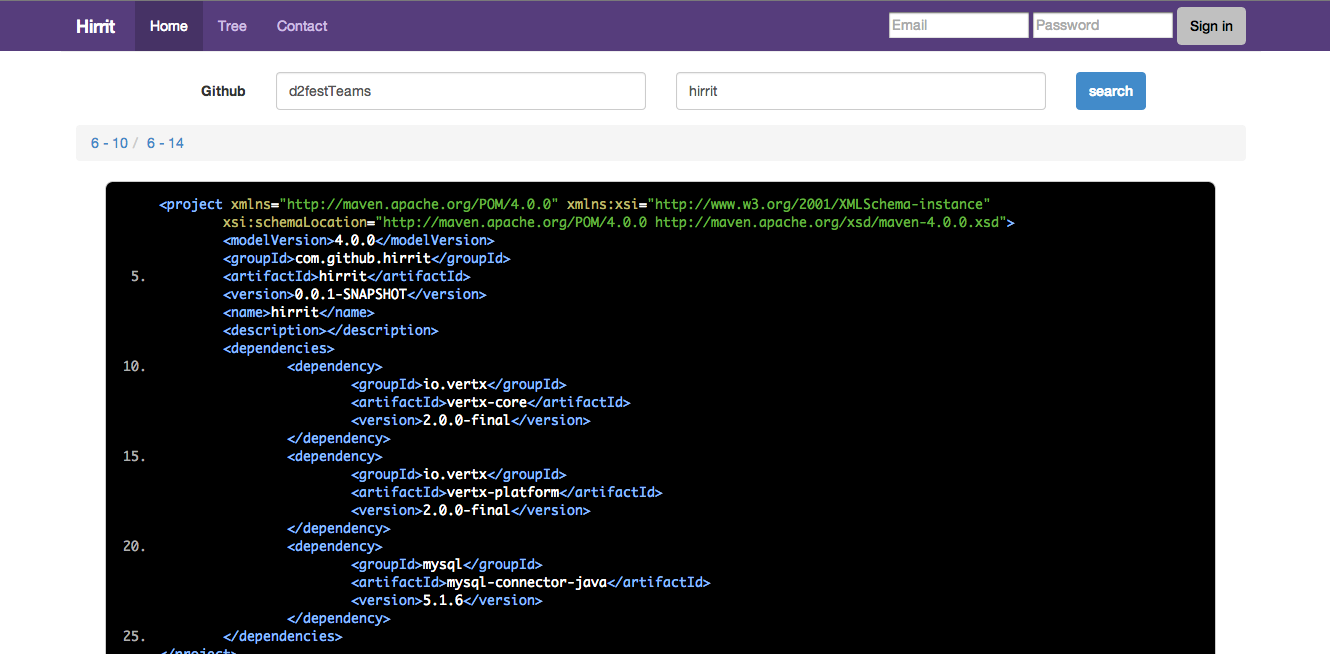 Hirrit Home Tree Contact Email Password Sign in
Github d2festTeams hirrit search
6 - 10 / 6 - 14
<project xmlns="http://maven.apache.org/POM/4.0.0" xmlns:xsi="http://www.w3.org/2001/XMLSchema-instance"
xsi:schemaLocation="http://maven.apache.org/POM/4.0.0 http://maven.apache.org/xsd/maven-4.0.0.xsd">
<modelVersion>4.0.0</modelVersion>
<groupId>com.github.hirrit</groupId>
5. <artifactId>hirrit</artifactId>
<version>0.0.1-SNAPSHOT</version>
<name>hirrit</name>
<description></description>
<dependencies>
10. <dependency>
<groupId>io.vertx</groupId>
<artifactId>vertx-core</artifactId>
<version>2.0.0-final</version>
</dependency>
15. <dependency>
<groupId>io.vertx</groupId>
<artifactId>vertx-platform</artifactId>
<version>2.0.0-final</version>
</dependency>
20. <dependency>
<groupId>mysql</groupId>
<artifactId>mysql-connector-java</artifactId>
<version>5.1.6</version>
</dependency>
25. </dependencies>
</project>